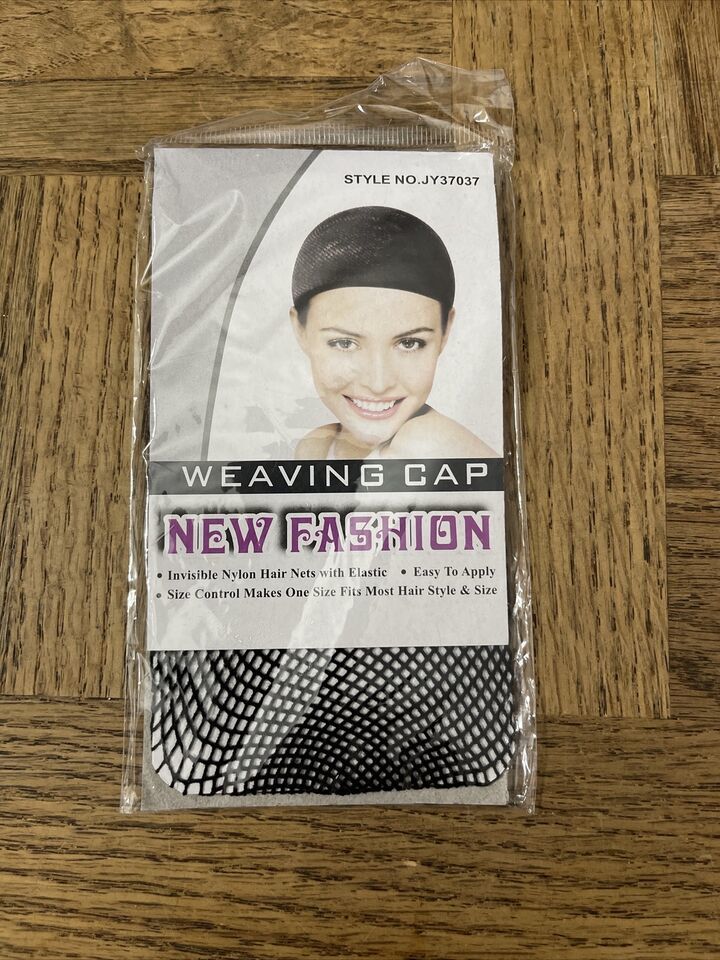 STYLE NO.JY37037
WEAVING CAP
NEW FASHION
• Invisible Nylon Hair Nets with Elastic • Easy To Apply
• Size Control Makes One Size Fits Most Hair Style & Size